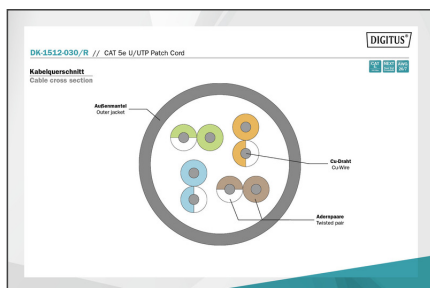 DIGITUS®
DK-1512-030/R // CAT 5e U/UTP Patch Cord
Kabelquerschnitt
Cable cross section
Außenmantel
Outer jacket
Cu-Draht
Cu-Wire
Adernpaare
Twisted pair